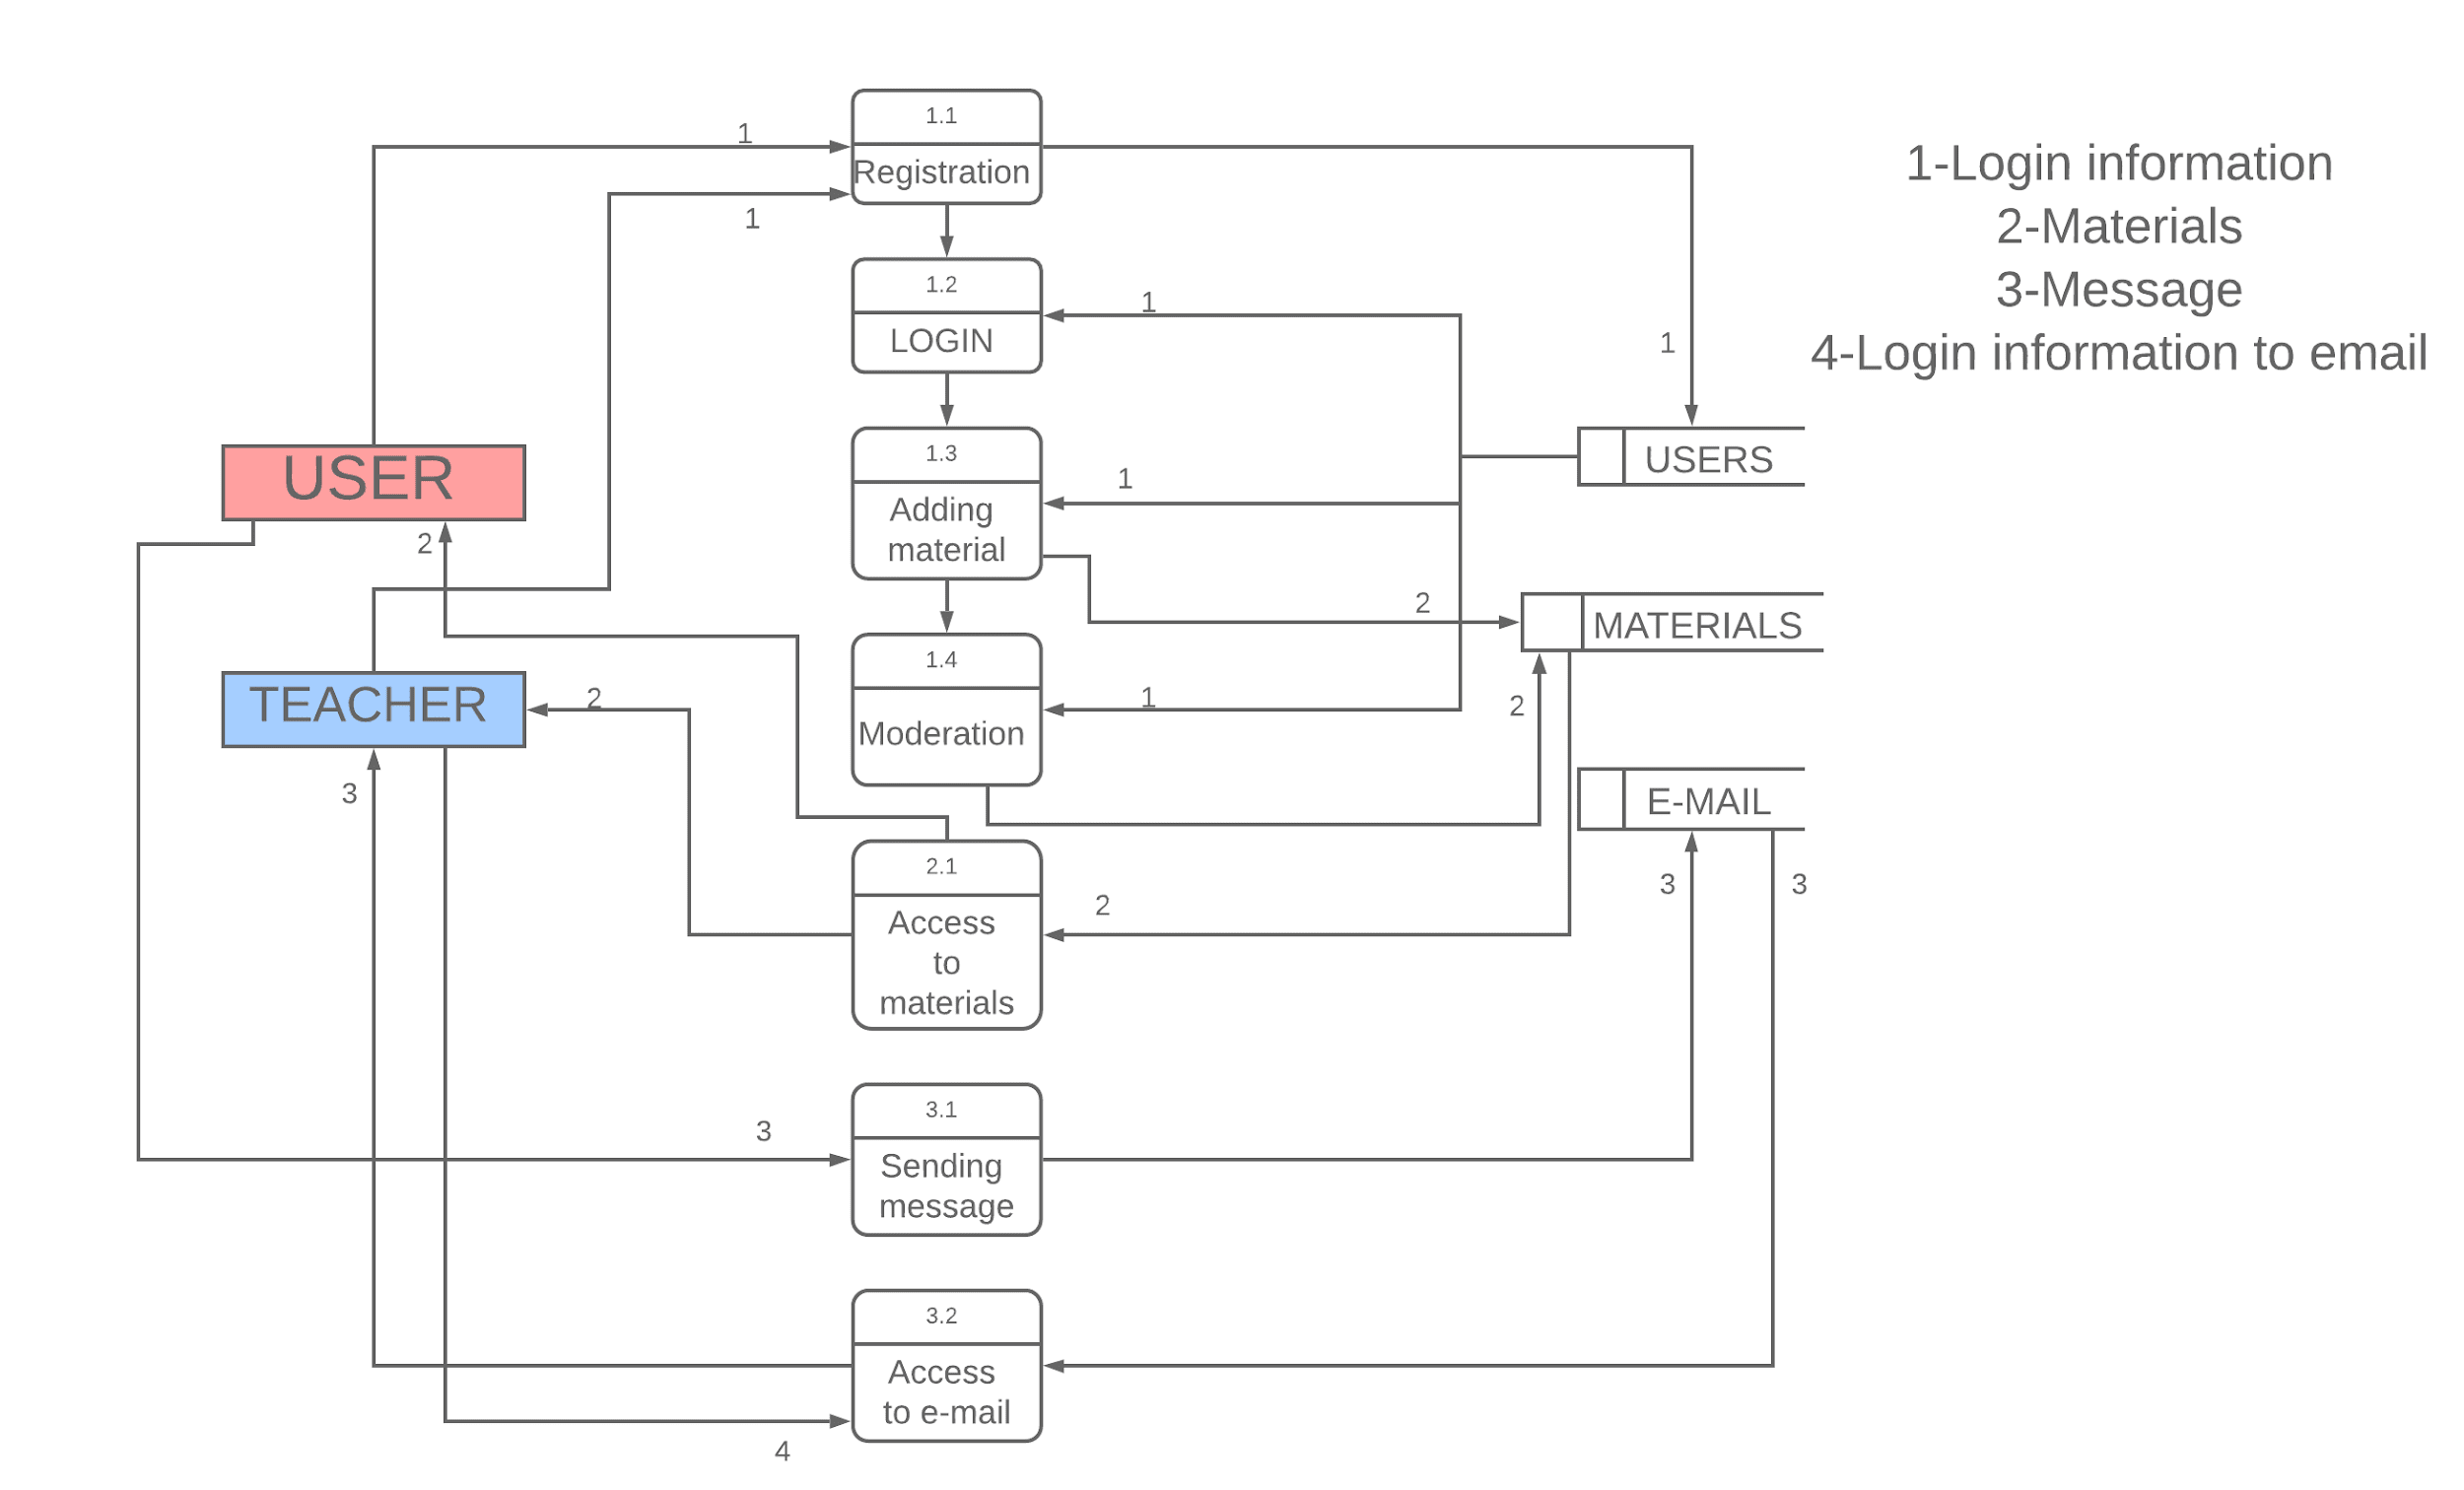 1.1
Registration
1
1
1-Login information
2-Materials
3-Message
4-Login information to email
1.2
LOGIN
1
1
1.3
Adding
material
1
USER
2
USERS
2
MATERIALS
1.4
Moderation
1
2
TEACHER
2
3
E-MAIL
3
3
2.1
Access
to
materials
2
3.1
Sending
message
3
3.2
Access
to e-mail
4